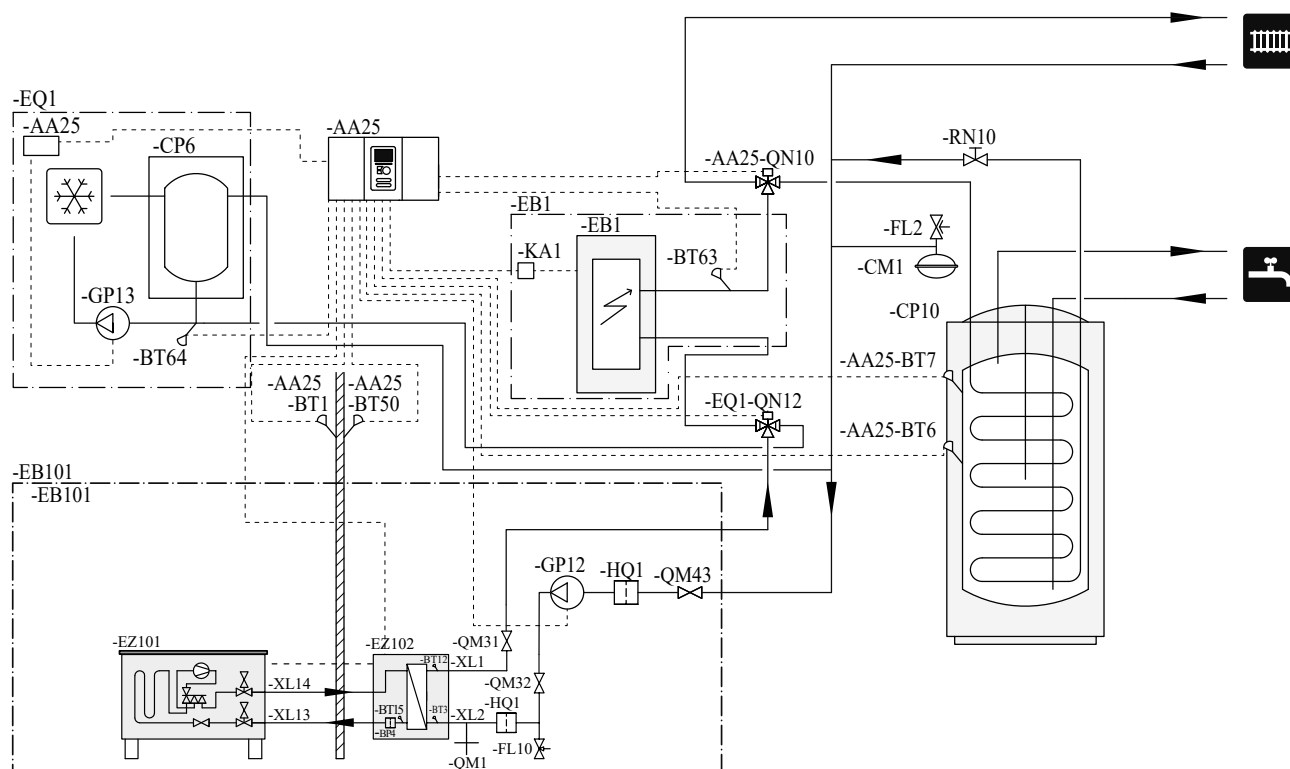 -EQ1
-AA25
-CP6
-GP13
-BT64
-AA25
-AA25
-BT1
-AA25
-BT50
-EB1
-EB1
-KA1
-BT63
-AA25-QN10
-RN10
-FL2
-CM1
-CP10
-AA25-BT7
-EQ1-QN12
-AA25-BT6
-EB101
-EB101
-GP12
-HQ1
-QM43
-EZ101
-EZ102
-QM31
-BT12
-XL1
-QM32
-XL14
-XL13
-BT15
-BP4
-BT3
-XL2
-HQ1
-QM1
-FL10